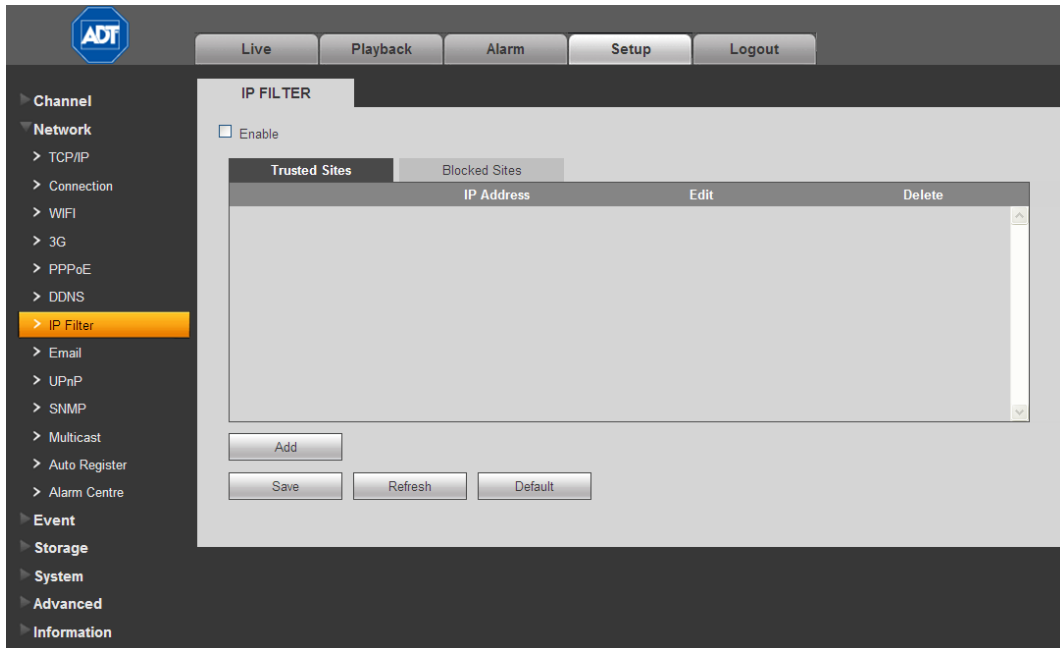 ADT
Live Playback Alarm Setup Logout
Channel
Network
TCP/IP
Connection
WIFI
3G
PPPoE
DDNS
IP Filter
Email
UPnP
SNMP
Multicast
Auto Register
Alarm Centre
Event
Storage
System
Advanced
Information
IP FILTER
Enable
Trusted Sites Blocked Sites
IP Address Edit Delete
Add
Save Refresh Default